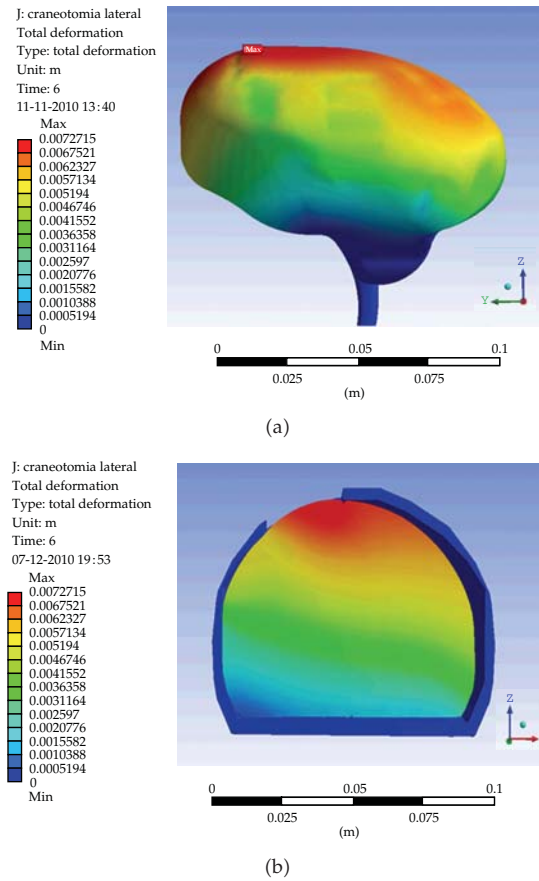 J: craneotomia lateral
Total deformation
Type: total deformation
Unit: m
Time: 6
11-11-2010 13:40
Max
0.0072715
0.0067521
0.0062327
0.0057134
0.005194
0.0046746
0.0041552
0.0036358
0.0031164
0.002597
0.0020776
0.0015582
0.0010388
0.0005194
0
Min
Max
Z
Y
0 0.05 0.1
0.025 0.075
(m)
(a)
J: craneotomia lateral
Total deformation
Type: total deformation
Unit: m
Time: 6
07-12-2010 19:53
Max
0.0072715
0.0067521
0.0062327
0.0057134
0.005194
0.0046746
0.0041552
0.0036358
0.0031164
0.002597
0.0020776
0.0015582
0.0010388
0.0005194
0
Min
Z
0 0.05 0.1
0.025 0.075
(m)
(b)